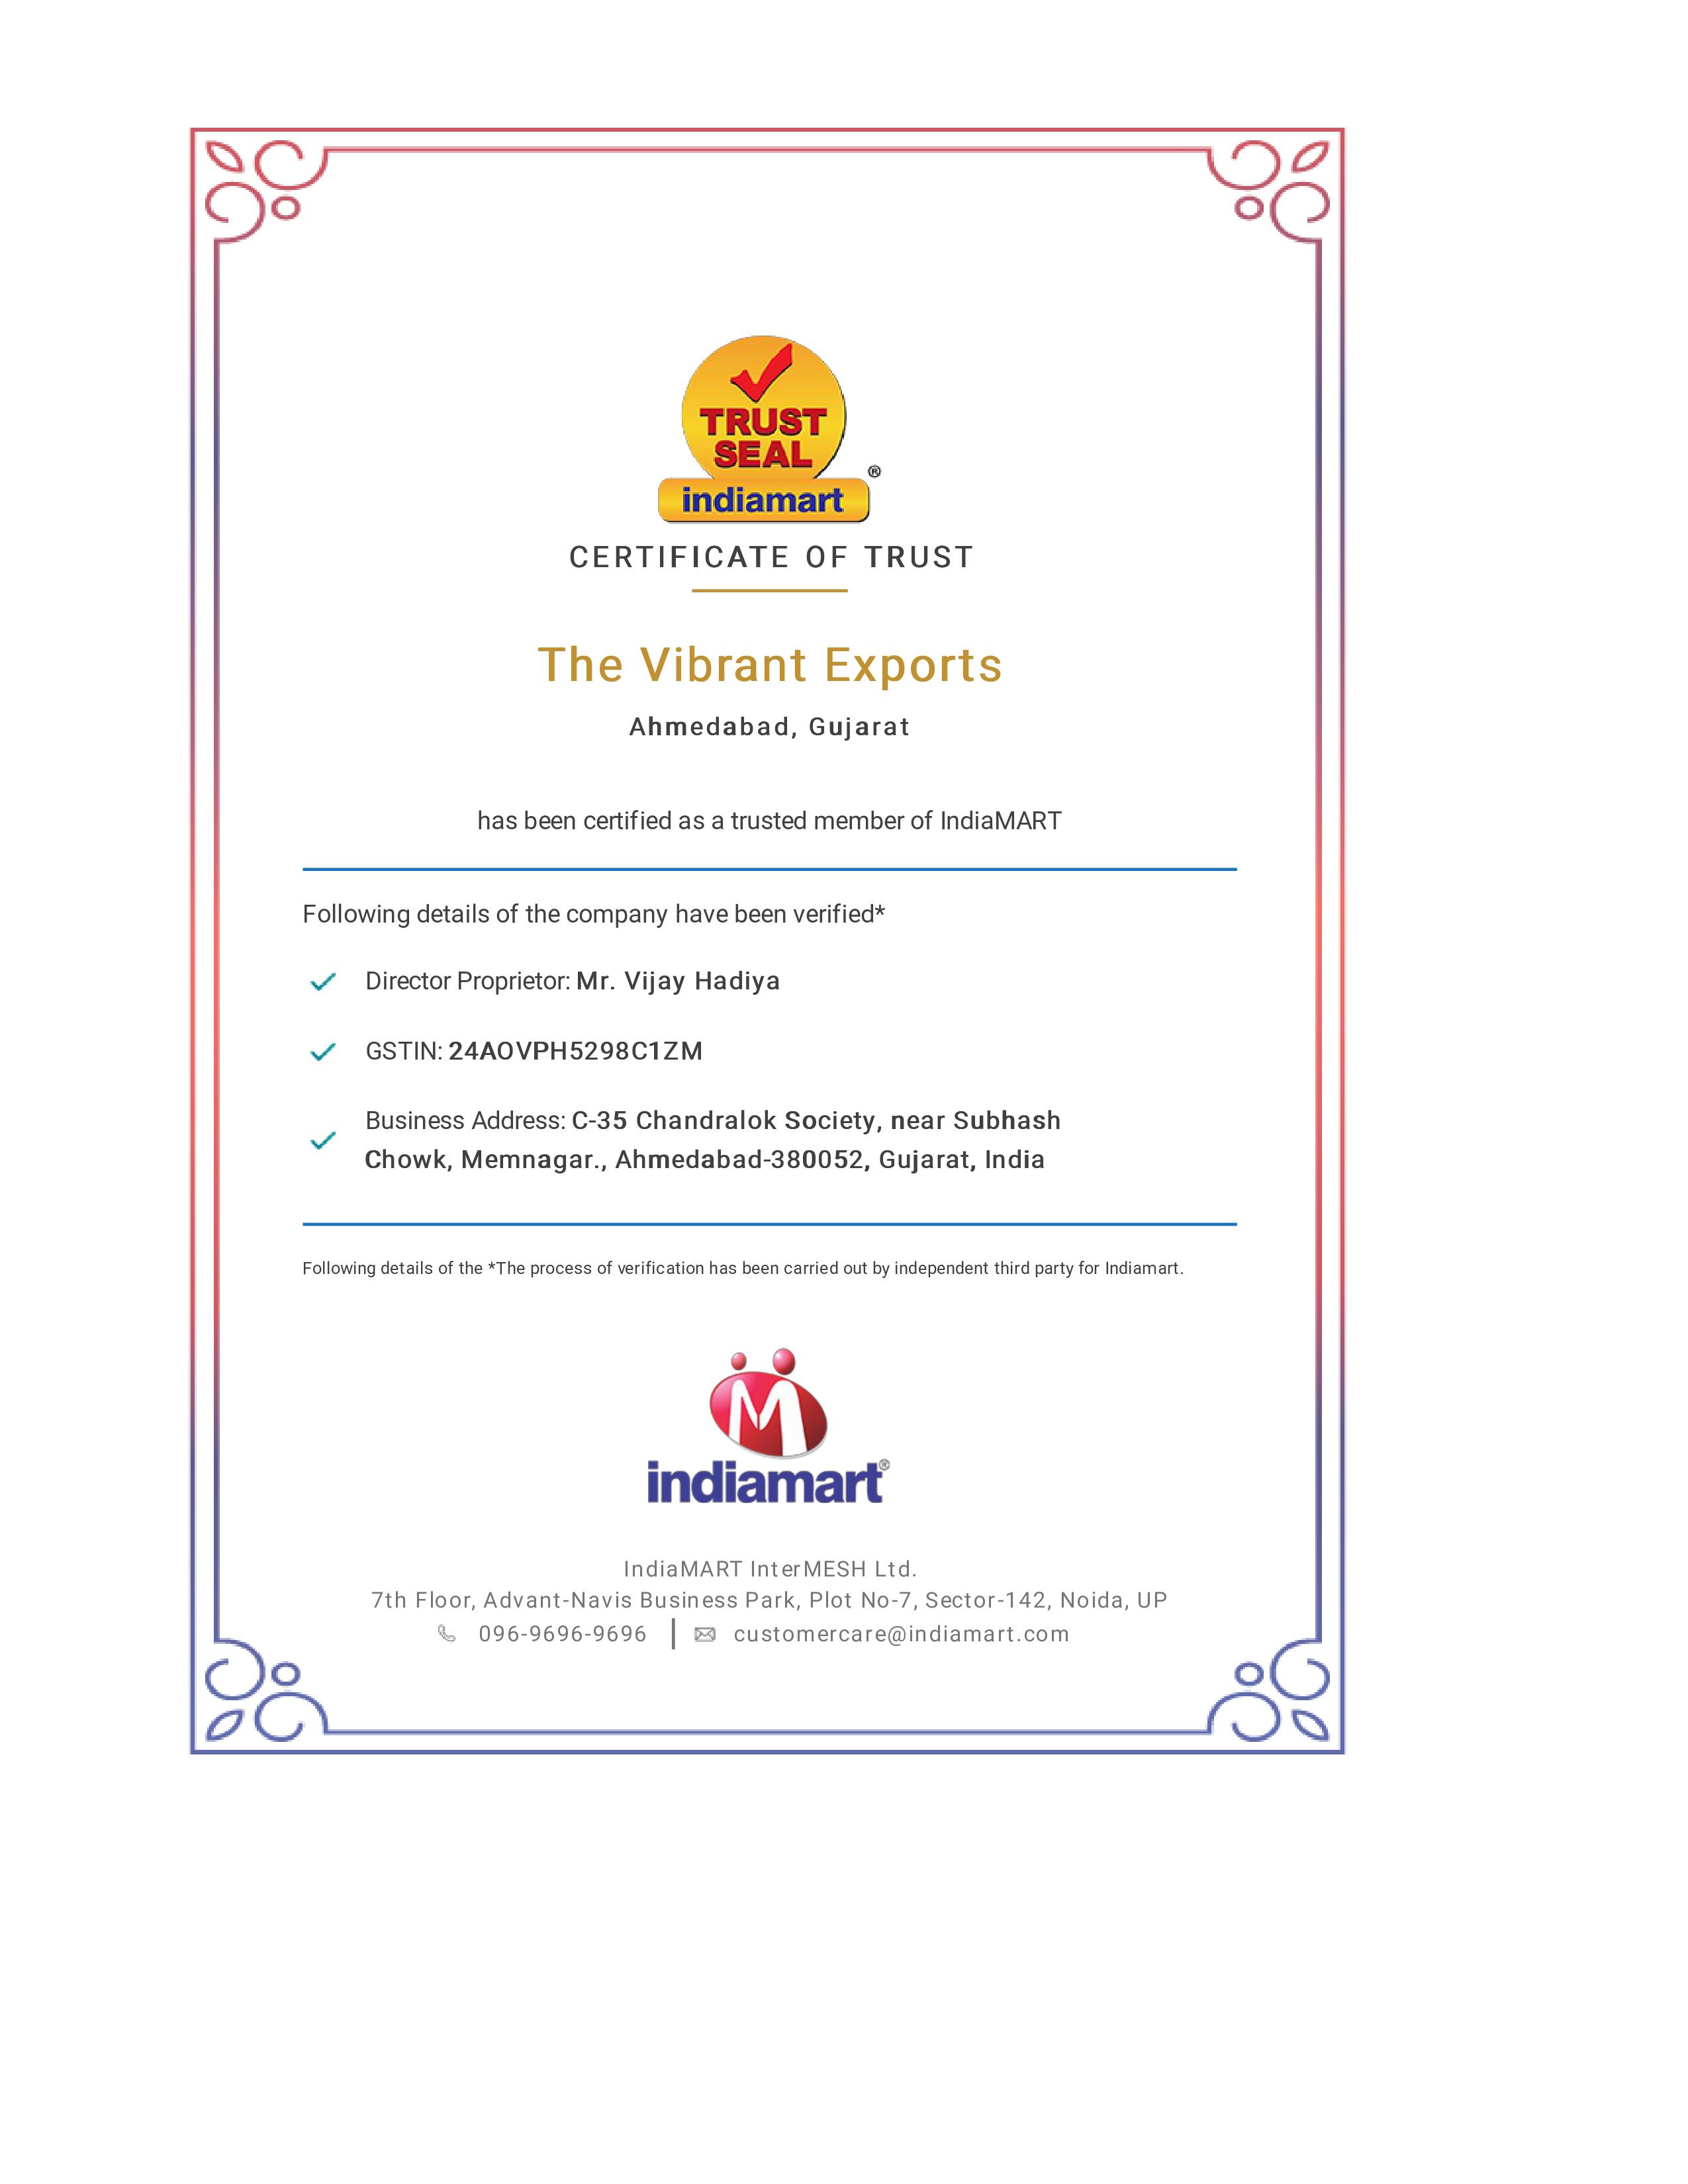 TRUST
SEAL
indiamart
®
CERTIFICATE OF TRUST
The Vibrant Exports
Ahmedabad, Gujarat
has been certified as a trusted member of IndiaMART
Following details of the company have been verified*
Director Proprietor: Mr. Vijay Hadiya
GSTIN: 24AOVPH5298C1ZM
Business Address: C-35 Chandralok Society, near Subhash
Chowk, Memnagar., Ahmedabad-380052, Gujarat, India
Following details of the *The process of verification has been carried out by independent third party for Indiamart.
indiamart®
IndiaMART InterMESH Ltd.
7th Floor, Advant-Navis Business Park, Plot No-7, Sector-142, Noida, UP
096-9696-9696 | customercare@indiamart.com